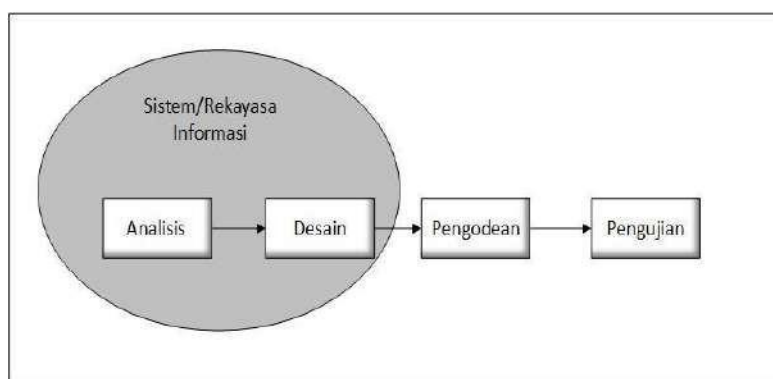 Sistem/Rekayasa
Informasi
Analisis
Desain
Pengodean
Pengujian